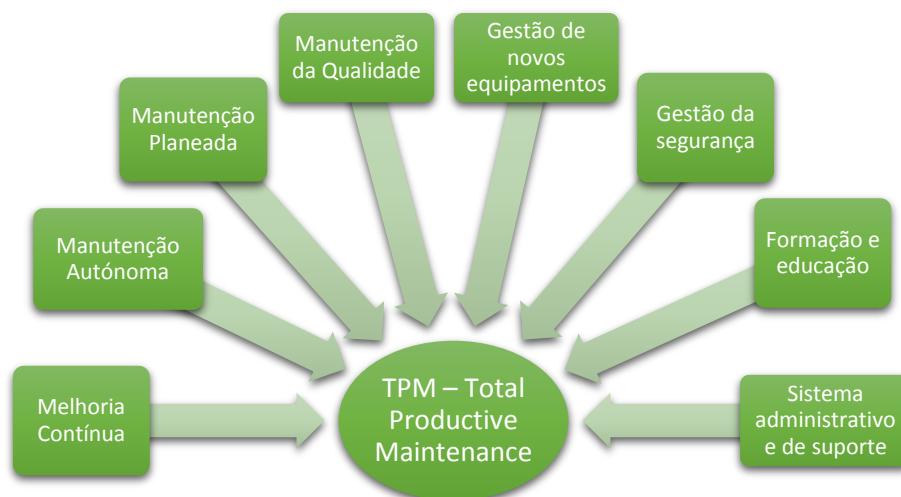 Melhoria
Contínua
Manutenção
Autónoma
Manutenção
Planeada
Manutenção
da Qualidade
Gestão de
novos
equipamentos
Gestão da
segurança
Formação e
educação
Sistema
administrativo
e de suporte
TPM – Total
Productive
Maintenance